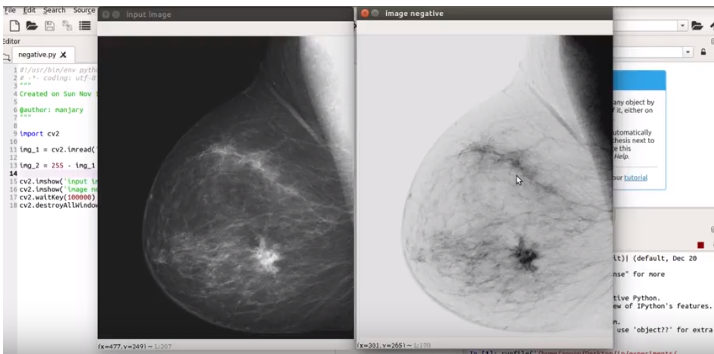 File Edit Search Source
input image
image negative
Editor
negative.py X
1 #!/usr/bin/env pyth
2 # -*- coding: utf-8
3 """
4 Created on Sun Nov
5
6 @author: manjary
7 """
8
9 import cv2
10
11 img_1 = cv2.imread(
12
13 img_2 = 255 - img_1
14
15 cv2.imshow('input im
16 cv2.imshow('image ne
17 cv2.waitKey(100000)
18 cv2.destroyAllWindow
any object by
it, either on
utomatically
thesis next to
e this
Help.
our tutorial
(x=477, y=249) ~ L:207
(x=303, y=265) ~ L:170
it)| (default, Dec 20
nse" for more
tive Python.
ew of IPython's features.
use 'object??' for extra